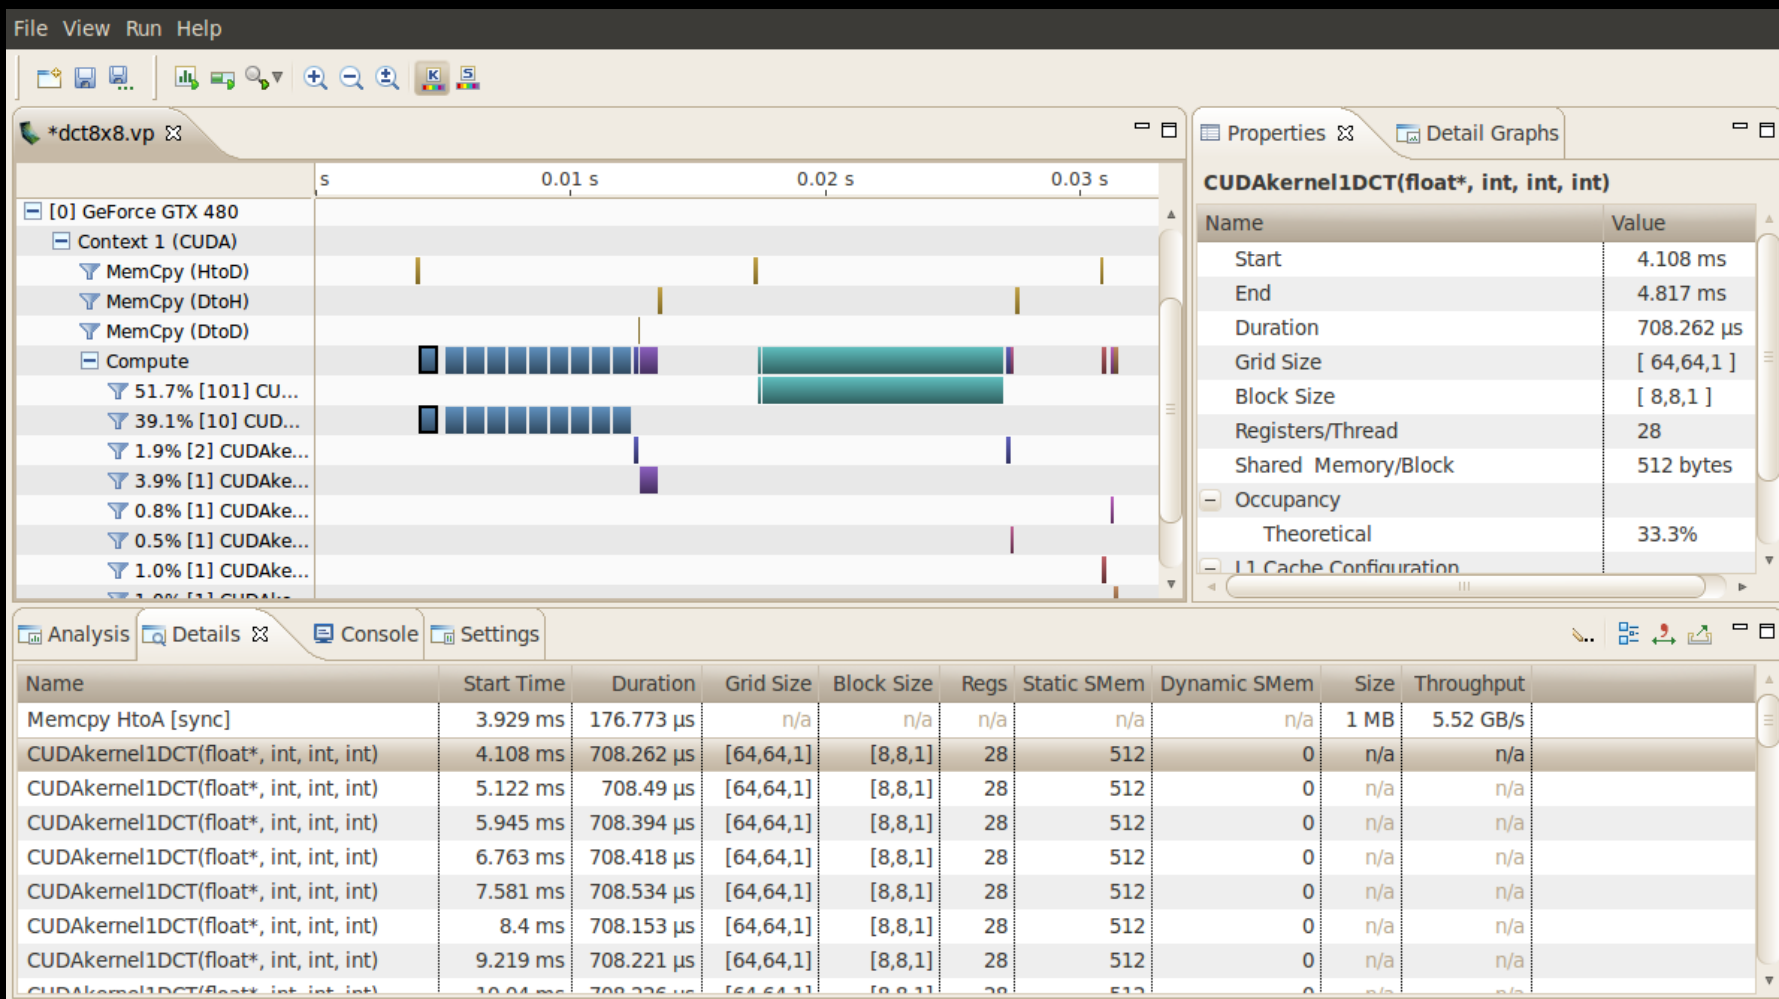 File View Run Help
*dct8x8.vp
s 0.01 s 0.02 s 0.03 s
[0] GeForce GTX 480
Context 1 (CUDA)
MemCpy (HtoD)
MemCpy (DtoH)
MemCpy (DtoD)
Compute
51.7% [101] CU...
39.1% [10] CUD...
1.9% [2] CUDAke...
3.9% [1] CUDAke...
0.8% [1] CUDAke...
0.5% [1] CUDAke...
1.0% [1] CUDAke...
Properties Detail Graphs
CUDAkernel1DCT(float*, int, int, int)
Name Value
Start 4.108 ms
End 4.817 ms
Duration 708.262 µs
Grid Size [ 64,64,1 ]
Block Size [ 8,8,1 ]
Registers/Thread 28
Shared Memory/Block 512 bytes
Occupancy
Theoretical 33.3%
L1 Cache Configuration
Analysis Details Console Settings
Name Start Time Duration Grid Size Block Size Regs Static SMem Dynamic SMem Size Throughput
Memcpy HtoA [sync] 3.929 ms 176.773 µs n/a n/a n/a n/a n/a 1 MB 5.52 GB/s
CUDAkernel1DCT(float*, int, int, int) 4.108 ms 708.262 µs [64,64,1] [8,8,1] 28 512 0 n/a n/a
CUDAkernel1DCT(float*, int, int, int) 5.122 ms 708.49 µs [64,64,1] [8,8,1] 28 512 0 n/a n/a
CUDAkernel1DCT(float*, int, int, int) 5.945 ms 708.394 µs [64,64,1] [8,8,1] 28 512 0 n/a n/a
CUDAkernel1DCT(float*, int, int, int) 6.763 ms 708.418 µs [64,64,1] [8,8,1] 28 512 0 n/a n/a
CUDAkernel1DCT(float*, int, int, int) 7.581 ms 708.534 µs [64,64,1] [8,8,1] 28 512 0 n/a n/a
CUDAkernel1DCT(float*, int, int, int) 8.4 ms 708.153 µs [64,64,1] [8,8,1] 28 512 0 n/a n/a
CUDAkernel1DCT(float*, int, int, int) 9.219 ms 708.221 µs [64,64,1] [8,8,1] 28 512 0 n/a n/a